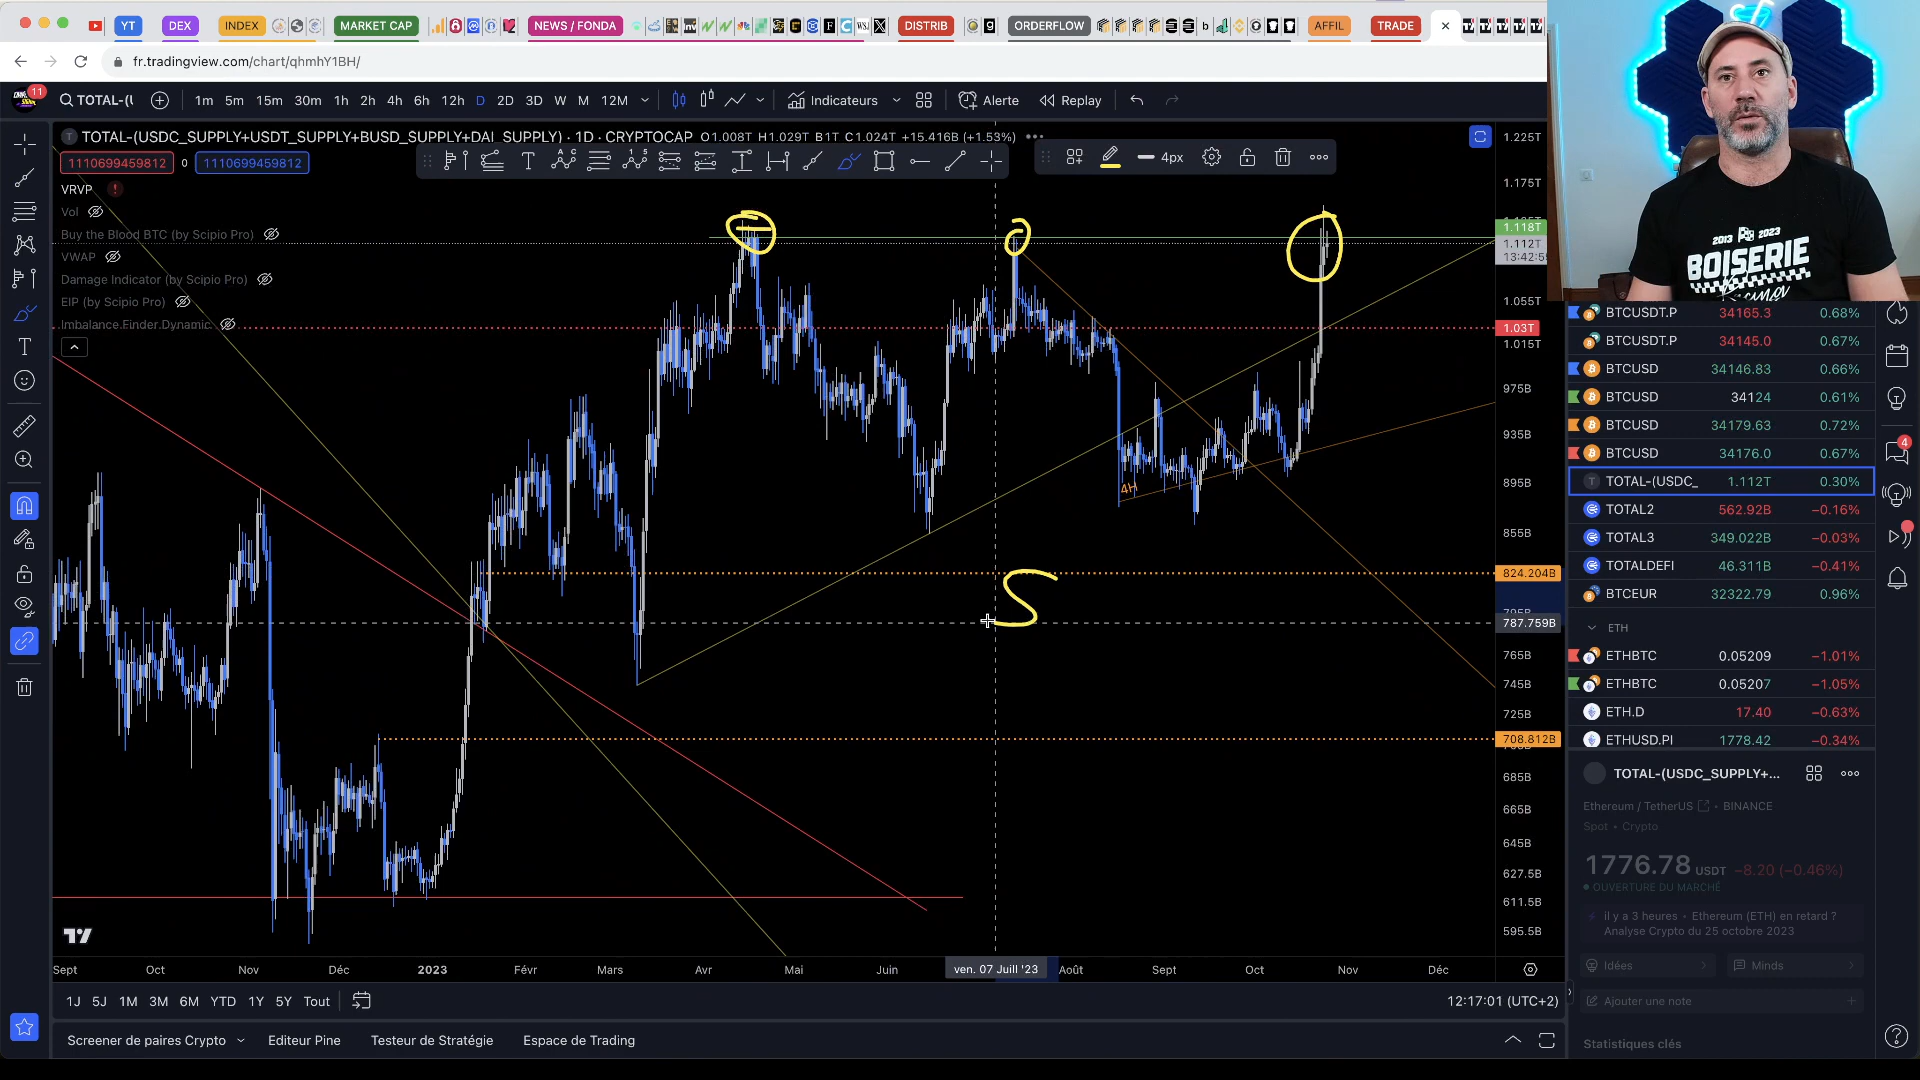 YT DEX INDEX MARKET CAP NEWS / FONDA DISTRIB ORDERFLOW AFFIL TRADE
fr.tradingview.com/chart/qhmhY1BH/
11
TOTAL-(U 1m 5m 15m 30m 1h 2h 4h 6h 12h D 2D 3D W M 12M Indicateurs Alerte Replay
TOTAL-(USDC_SUPPLY+USDT_SUPPLY+BUSD_SUPPLY+DAI_SUPPLY) · 1D · CRYPTOCAP O1.008T H1.029T B1T C1.024T +15.416B (+1.53%)
1110699459812 0 1110699459812
4px
VRVP
Vol
Buy the Blood BTC (by Scipio Pro)
VWAP
Damage Indicator (by Scipio Pro)
EIP (by Scipio Pro)
Imbalance Finder Dynamic
4H
S
1.225T
1.175T
1.118T
1.112T
13:42:59
1.055T
1.03T
1.015T
975B
935B
895B
855B
824.204B
795B
787.759B
765B
745B
725B
708.812B
685B
665B
645B
627.5B
611.5B
595.5B
Sept Oct Nov Déc 2023 Févr Mars Avr Mai Juin ven. 07 Juill '23 Août Sept Oct Nov Déc
1J 5J 1M 3M 6M YTD 1Y 5Y Tout
12:17:01 (UTC+2)
Screener de paires Crypto Editeur Pine Testeur de Stratégie Espace de Trading
2013 2023
BOISERIE
Racing
BTCUSDT.P 34165.3 0.68%
BTCUSDT.P 34145.0 0.67%
BTCUSD 34146.83 0.66%
BTCUSD 34124 0.61%
BTCUSD 34179.63 0.72%
BTCUSD 34176.0 0.67%
TOTAL-(USDC_ 1.112T 0.30%
TOTAL2 562.92B −0.16%
TOTAL3 349.022B −0.03%
TOTALDEFI 46.311B −0.41%
BTCEUR 32322.79 0.96%
ETH
ETHBTC 0.05209 −1.01%
ETHBTC 0.05207 −1.05%
ETH.D 17.40 −0.63%
ETHUSD.PI 1778.42 −0.34%
4
TOTAL-(USDC_SUPPLY+...
Ethereum / TetherUS • BINANCE
Spot • Crypto
1776.78 USDT −8.20 (−0.46%)
OUVERTURE DU MARCHÉ
il y a 3 heures • Ethereum (ETH) en retard ?
Analyse Crypto du 25 octobre 2023
Idées Minds
Ajouter une note
Statistiques clés